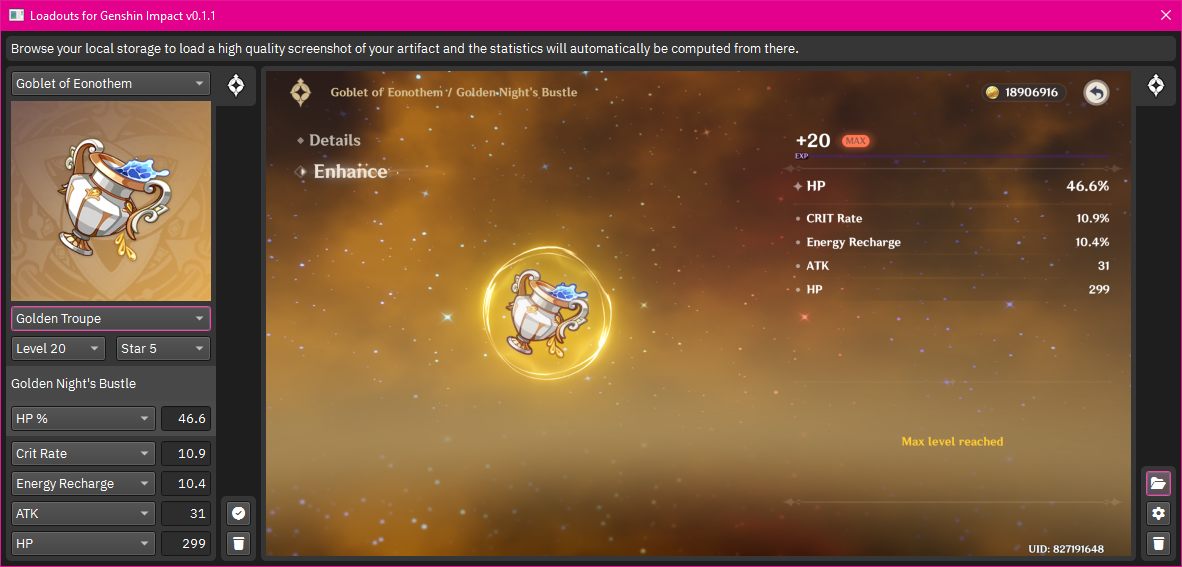 Loadouts for Genshin Impact v0.1.1
Browse your local storage to load a high quality screenshot of your artifact and the statistics will automatically be computed from there.
Goblet of Eonothem
Golden Troupe
Level 20 Star 5
Golden Night's Bustle
HP % 46.6
Crit Rate 10.9
Energy Recharge 10.4
ATK 31
HP 299
Goblet of Eonothem / Golden Night's Bustle
18906916
Details
Enhance
+20 MAX
EXP
HP 46.6%
CRIT Rate 10.9%
Energy Recharge 10.4%
ATK 31
HP 299
Max level reached
UID: 827191648